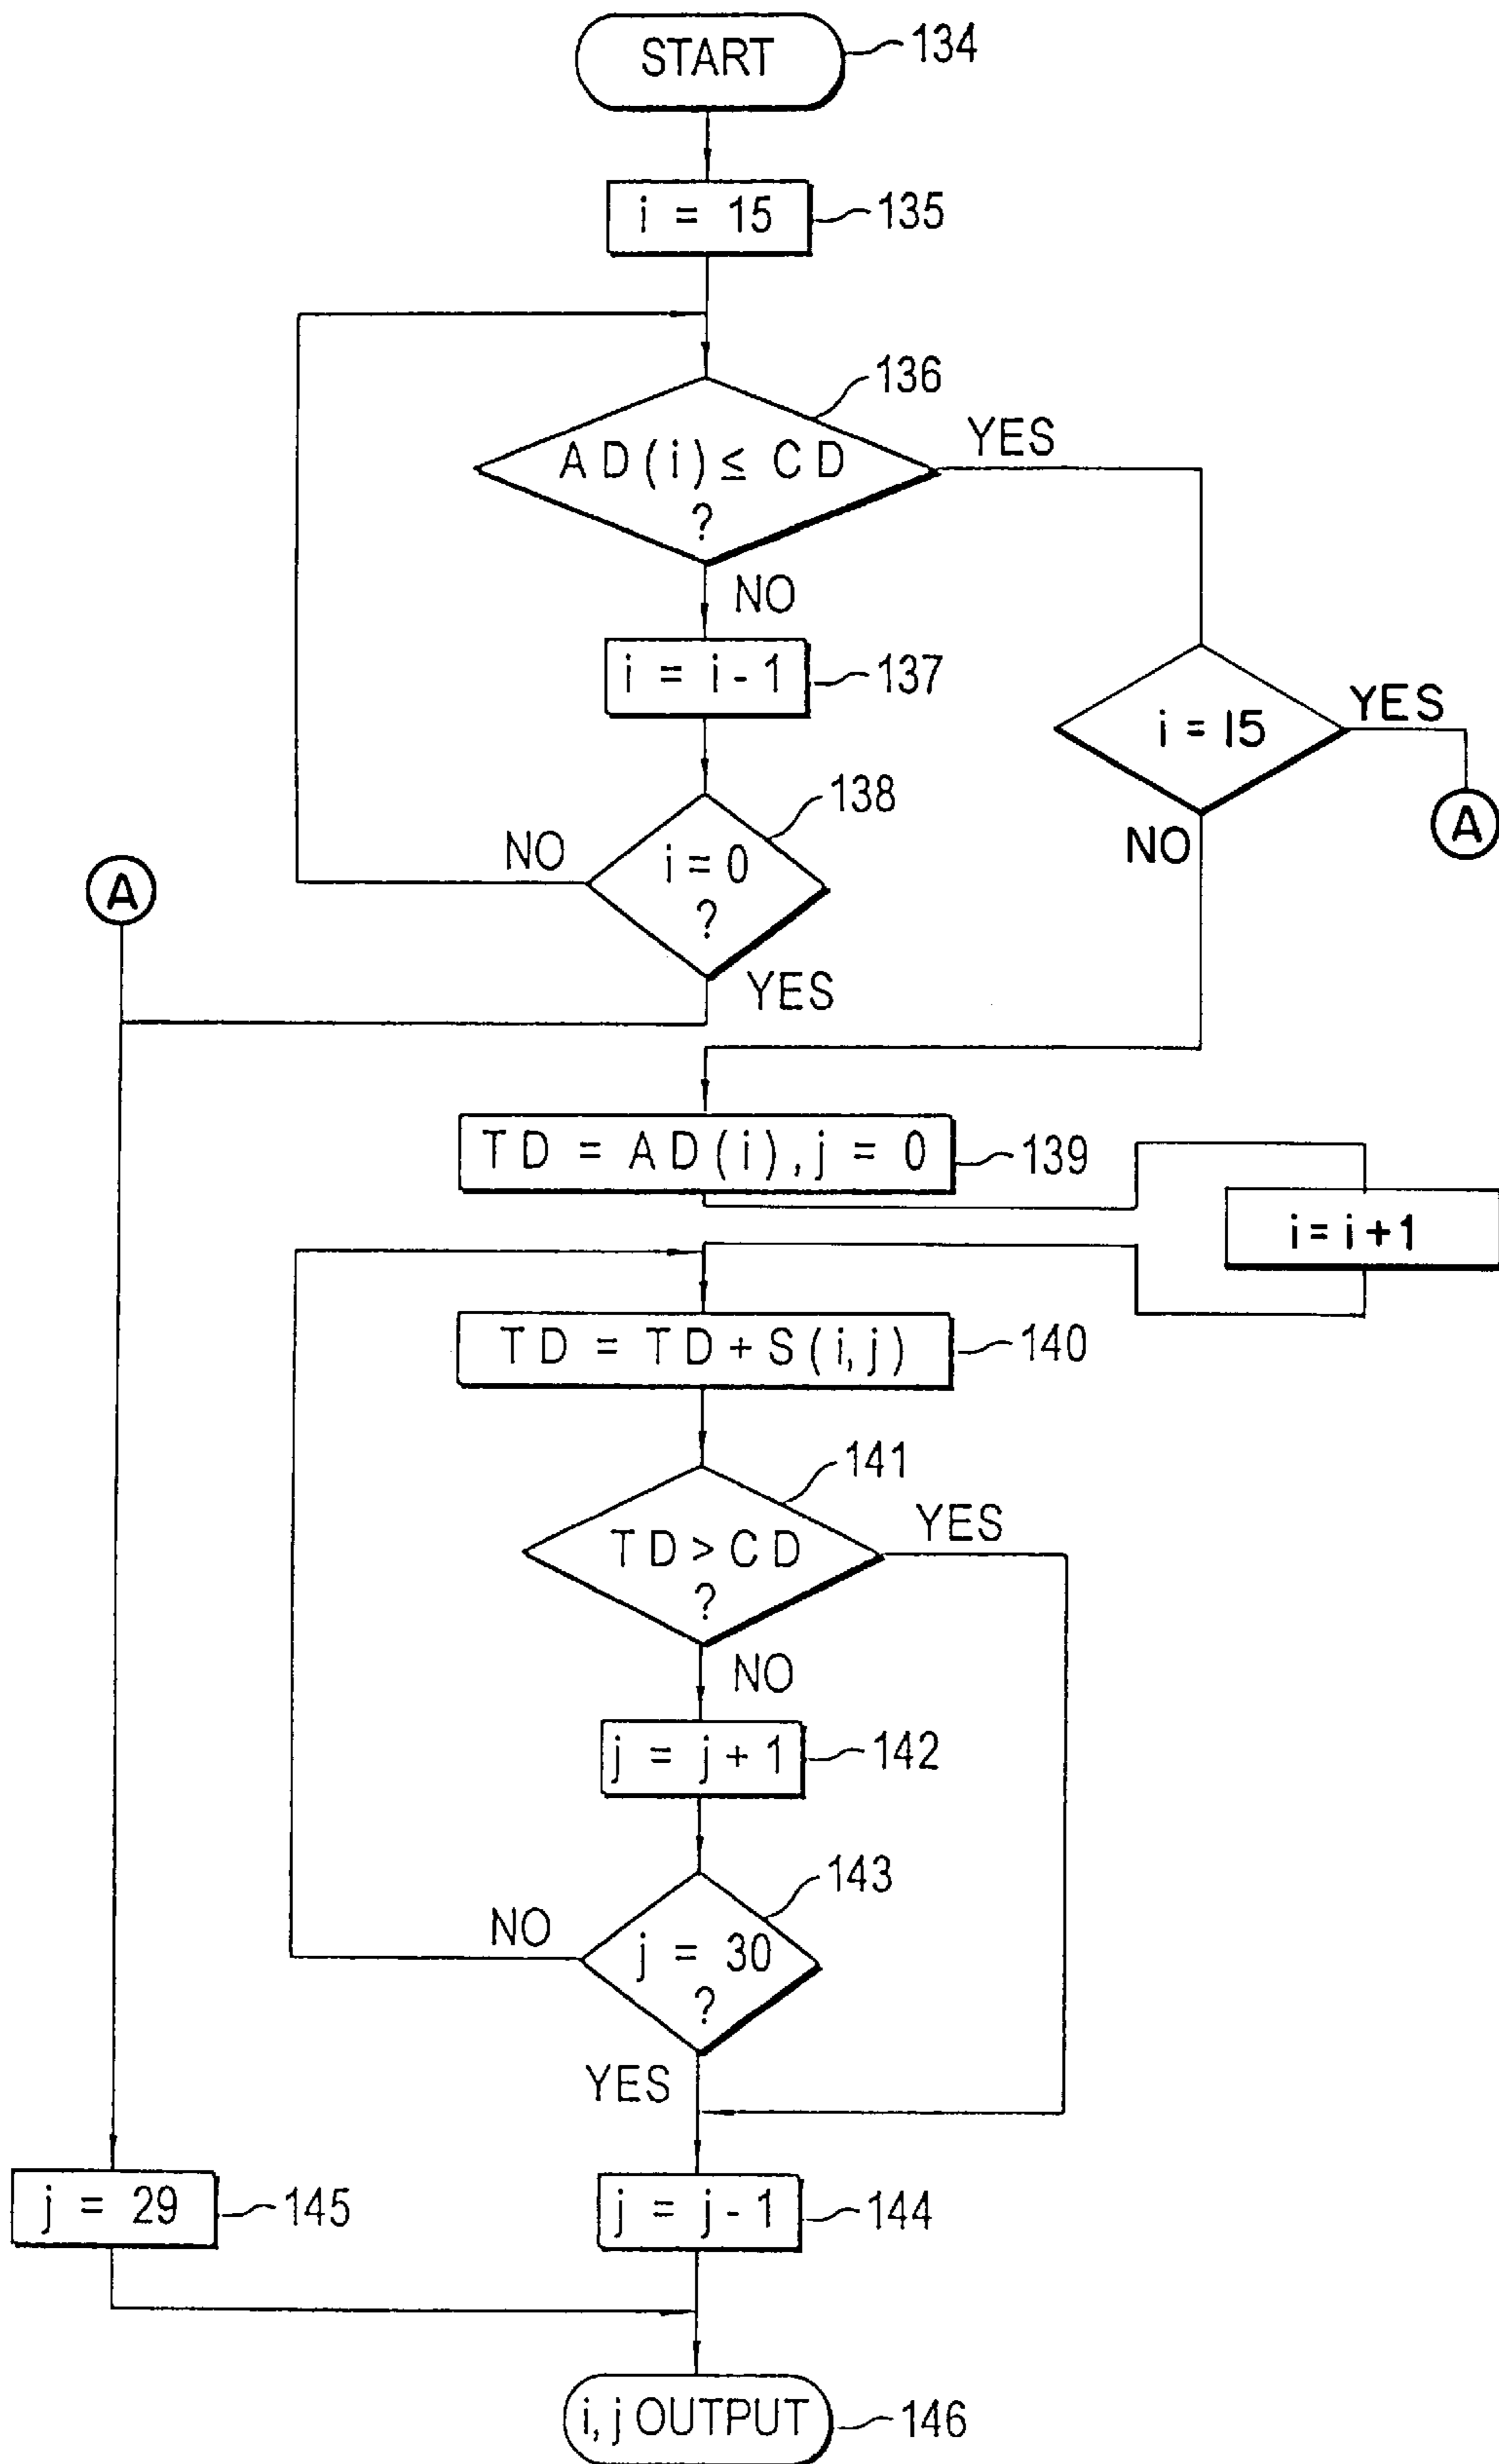 START
134
i = 15
135
136
AD(i) ≤ CD
?
YES
NO
i = i - 1
137
i = 15
YES
A
NO
138
i = 0
?
NO
YES
A
TD = AD(i), j = 0
139
i = i + 1
TD = TD + S(i,j)
140
141
TD > CD
?
YES
NO
j = j + 1
142
143
j = 30
?
NO
YES
j = 29
145
j = j - 1
144
i, j OUTPUT
146